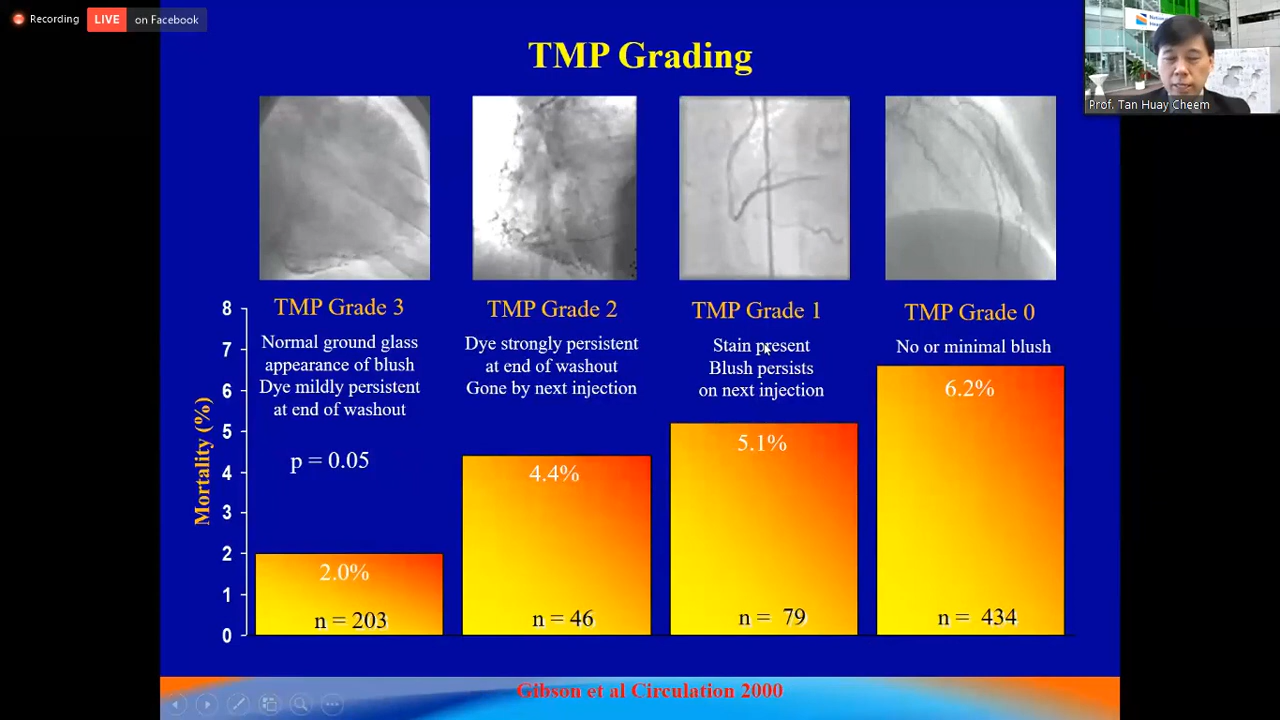 Recording
LIVE
on Facebook
TMP Grading
Prof. Tan Huay Cheem
TMP Grade 3
Normal ground glass
appearance of blush
Dye mildly persistent
at end of washout
p = 0.05
TMP Grade 2
Dye strongly persistent
at end of washout
Gone by next injection
TMP Grade 1
Stain present
Blush persists
on next injection
TMP Grade 0
No or minimal blush
Mortality (%)
8
7
6
5
4
3
2
1
0
2.0%
n = 203
4.4%
n = 46
5.1%
n = 79
6.2%
n = 434
Gibson et al Circulation 2000